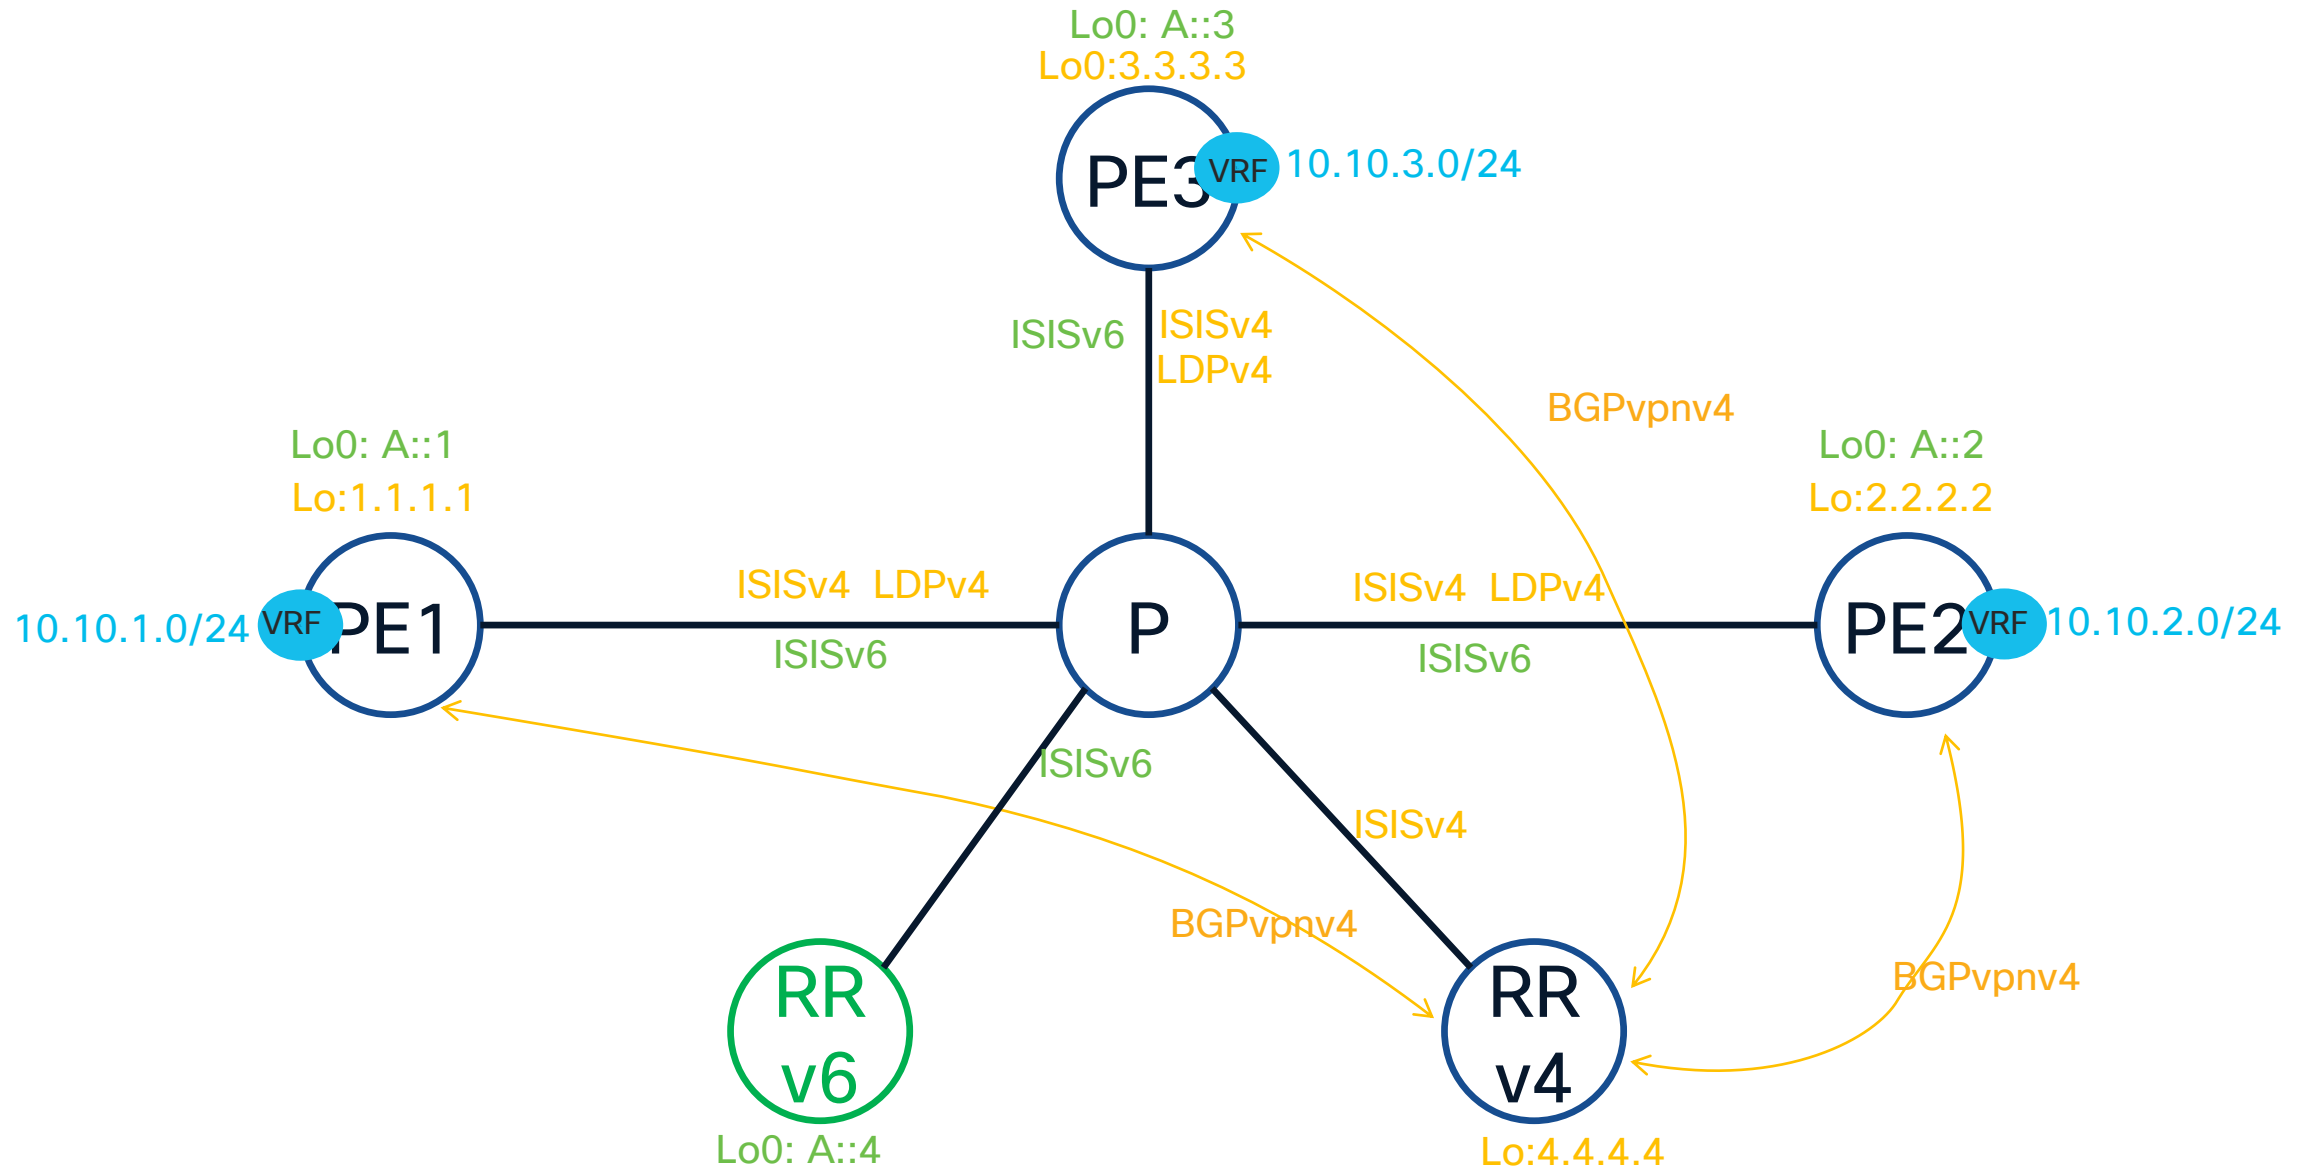 Lo0: A::3
Lo0:3.3.3.3
PE3
VRF
10.10.3.0/24
ISISv6
ISISv4
LDPv4
BGPvpnv4
Lo0: A::1
Lo:1.1.1.1
Lo0: A::2
Lo:2.2.2.2
10.10.1.0/24
VRF
PE1
ISISv4 LDPv4
ISISv6
P
ISISv4 LDPv4
ISISv6
PE2
VRF
10.10.2.0/24
ISISv6
ISISv4
BGPvpnv4
BGPvpnv4
RR
v6
Lo0: A::4
RR
v4
Lo:4.4.4.4